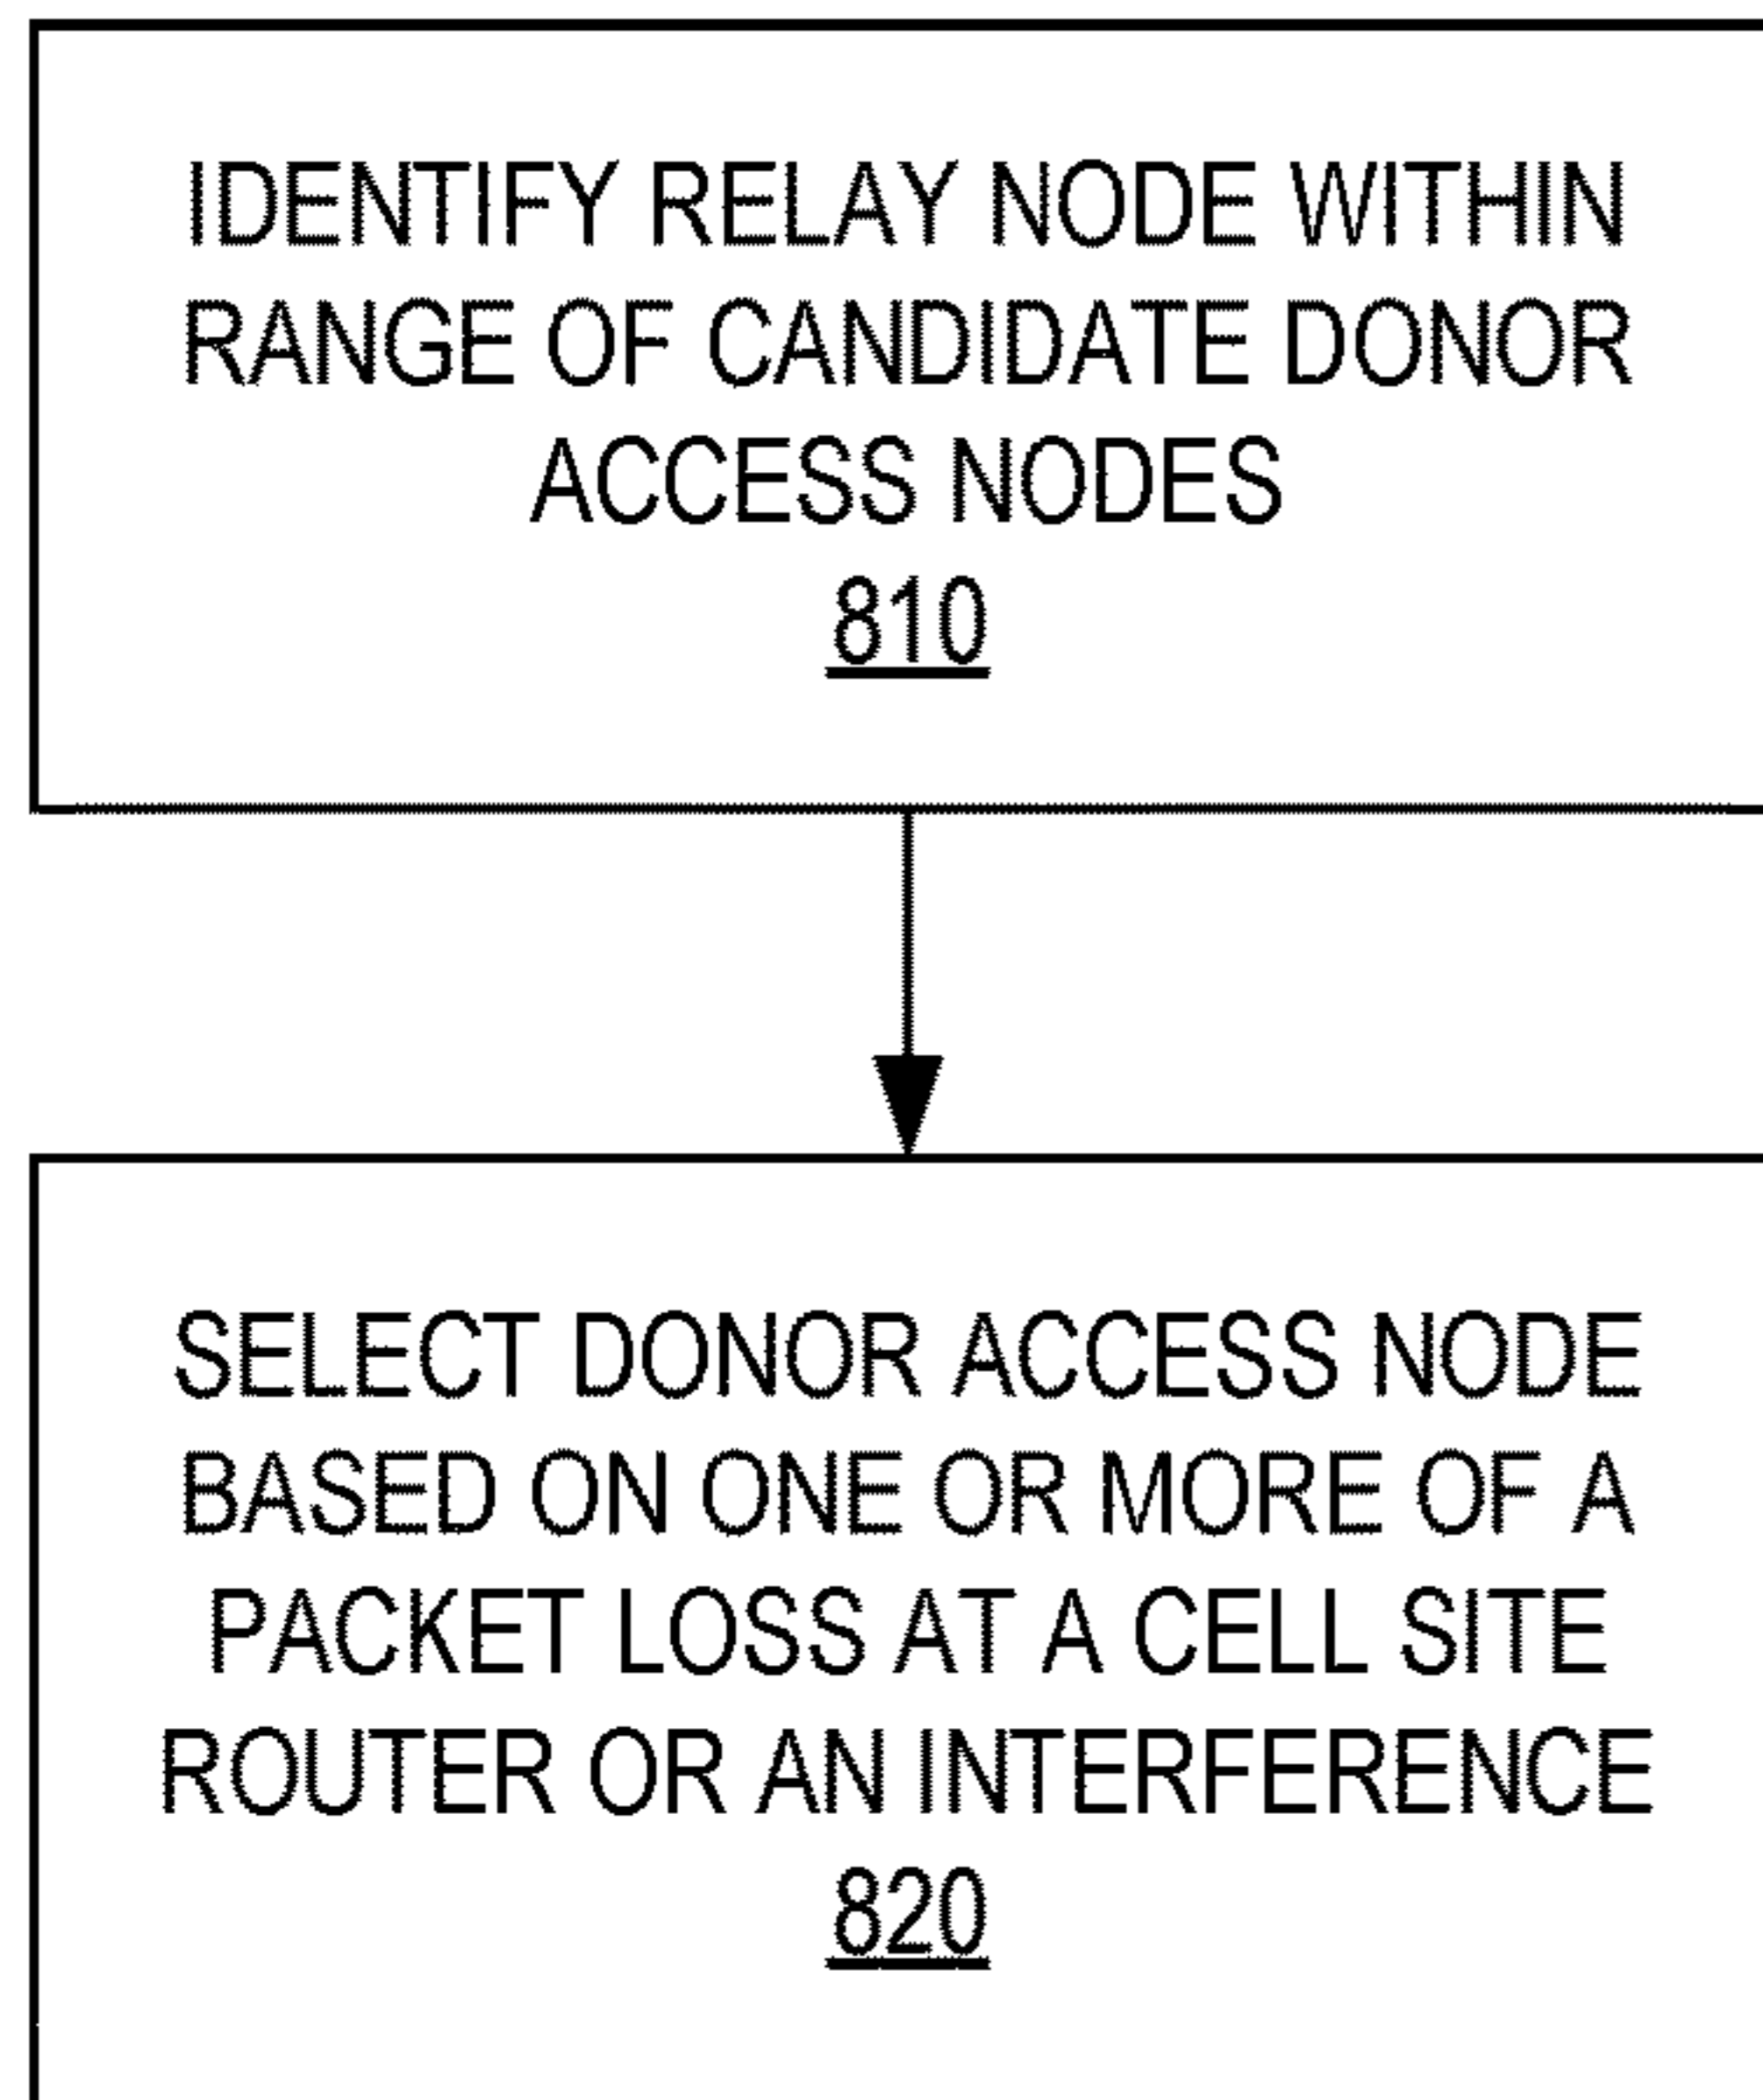 IDENTIFY RELAY NODE WITHIN
RANGE OF CANDIDATE DONOR
ACCESS NODES
810
SELECT DONOR ACCESS NODE
BASED ON ONE OR MORE OF A
PACKET LOSS AT A CELL SITE
ROUTER OR AN INTERFERENCE
820